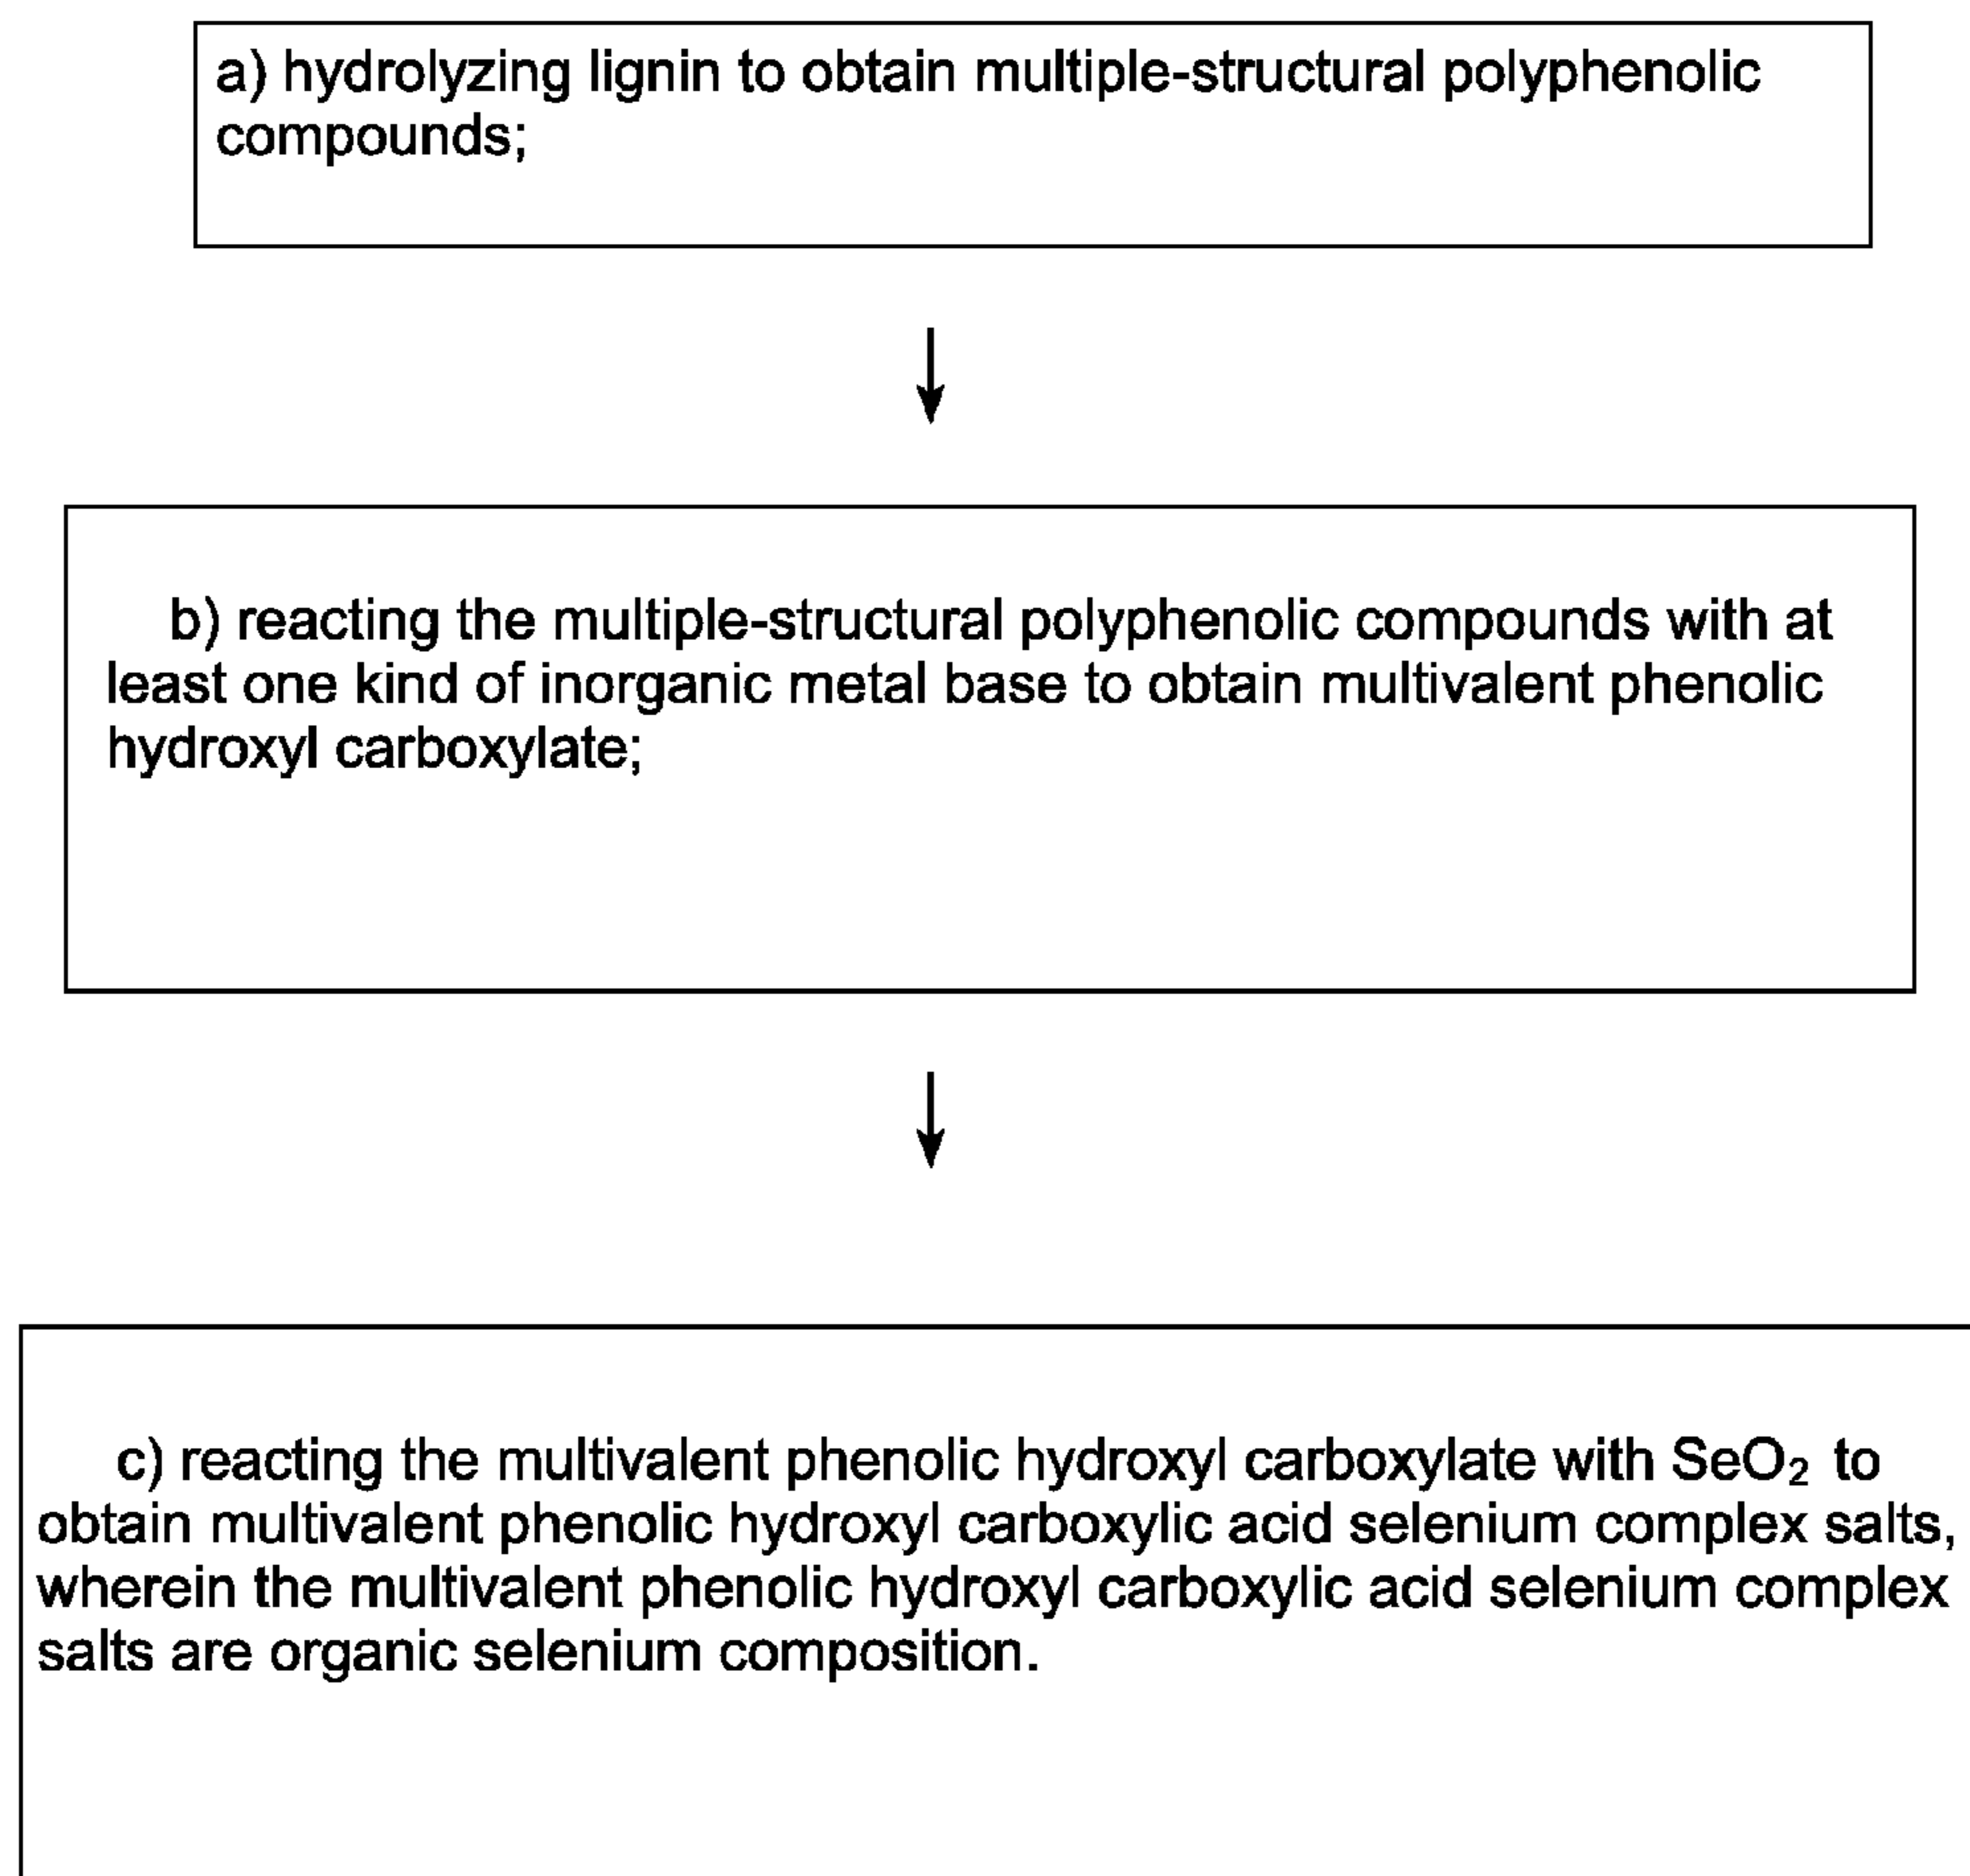 a) hydrolyzing lignin to obtain multiple-structural polyphenolic
compounds;
b) reacting the multiple-structural polyphenolic compounds with at
least one kind of inorganic metal base to obtain multivalent phenolic
hydroxyl carboxylate;
c) reacting the multivalent phenolic hydroxyl carboxylate with SeO₂ to
obtain multivalent phenolic hydroxyl carboxylic acid selenium complex salts,
wherein the multivalent phenolic hydroxyl carboxylic acid selenium complex
salts are organic selenium composition.